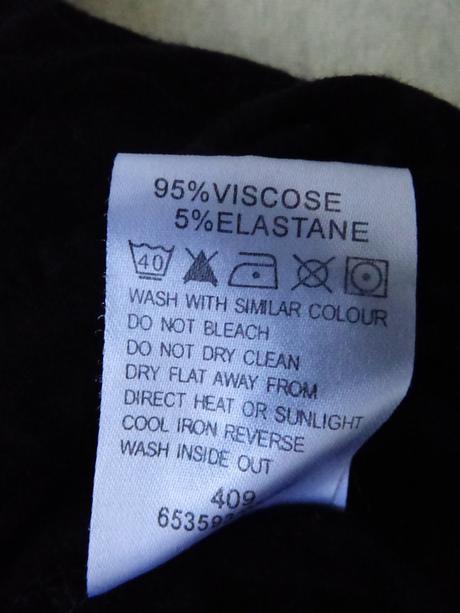 95%VISCOSE
5%ELASTANE
40
WASH WITH SIMILAR COLOUR
DO NOT BLEACH
DO NOT DRY CLEAN
DRY FLAT AWAY FROM
DIRECT HEAT OR SUNLIGHT
COOL IRON REVERSE
WASH INSIDE OUT
409